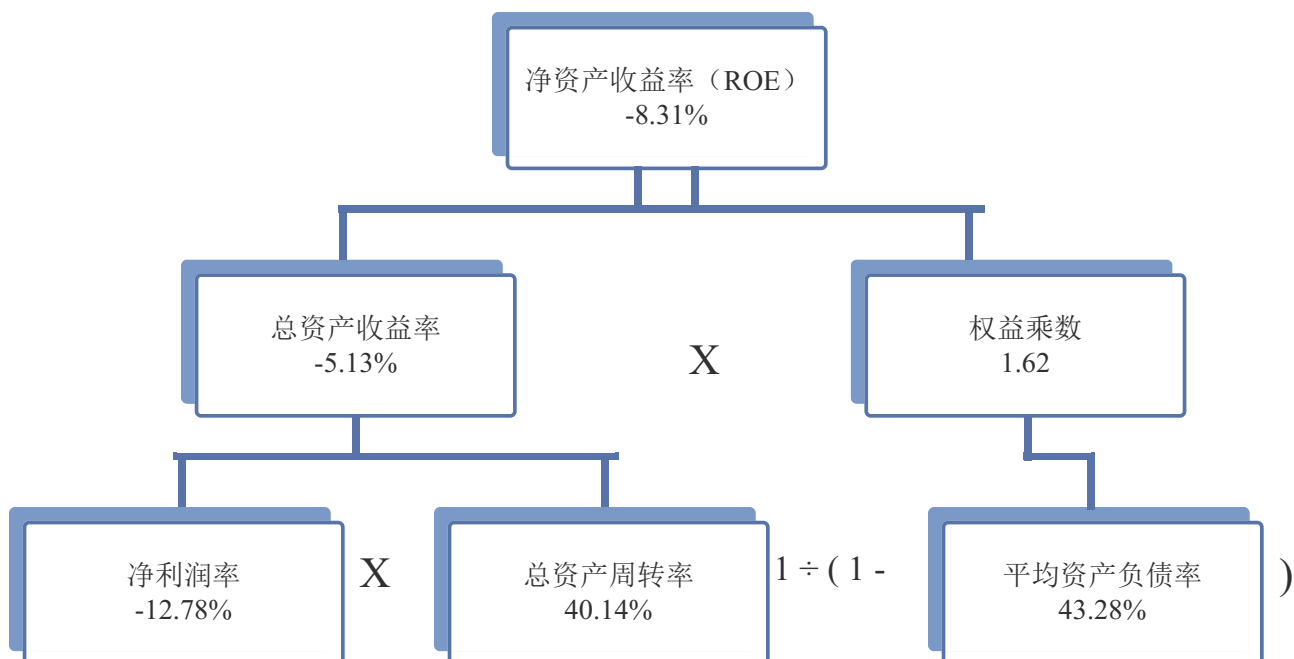 净资产收益率（ROE）
-8.31%
总资产收益率
-5.13%
X
权益乘数
1.62
净利润率
-12.78%
X
总资产周转率
40.14%
1 ÷ ( 1 -
平均资产负债率
43.28%
)